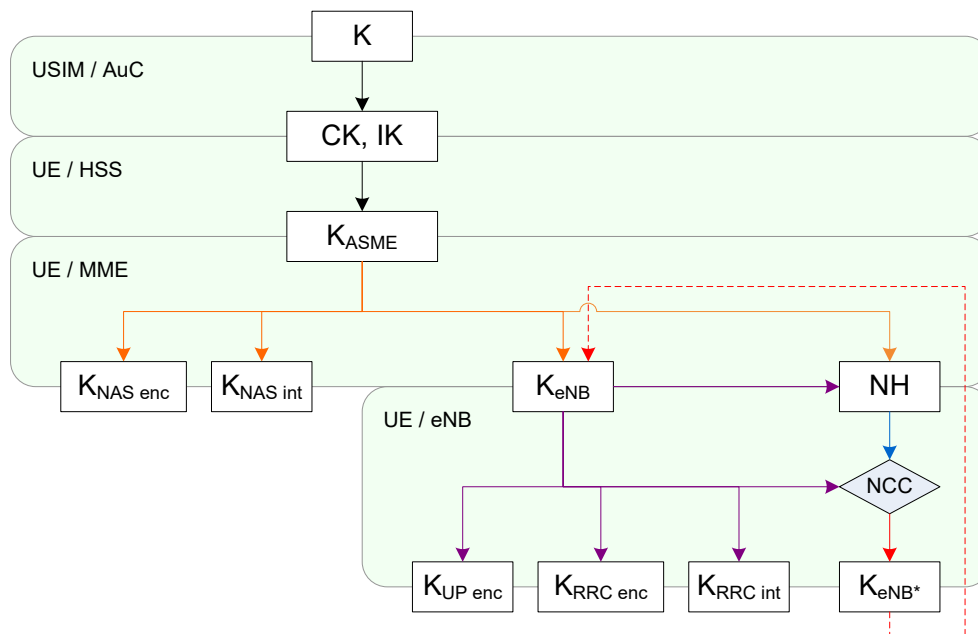 K
USIM / AuC
CK, IK
UE / HSS
KASME
UE / MME
KNAS enc
KNAS int
KeNB
NH
UE / eNB
NCC
KUP enc
KRRC enc
KRRC int
KeNB*